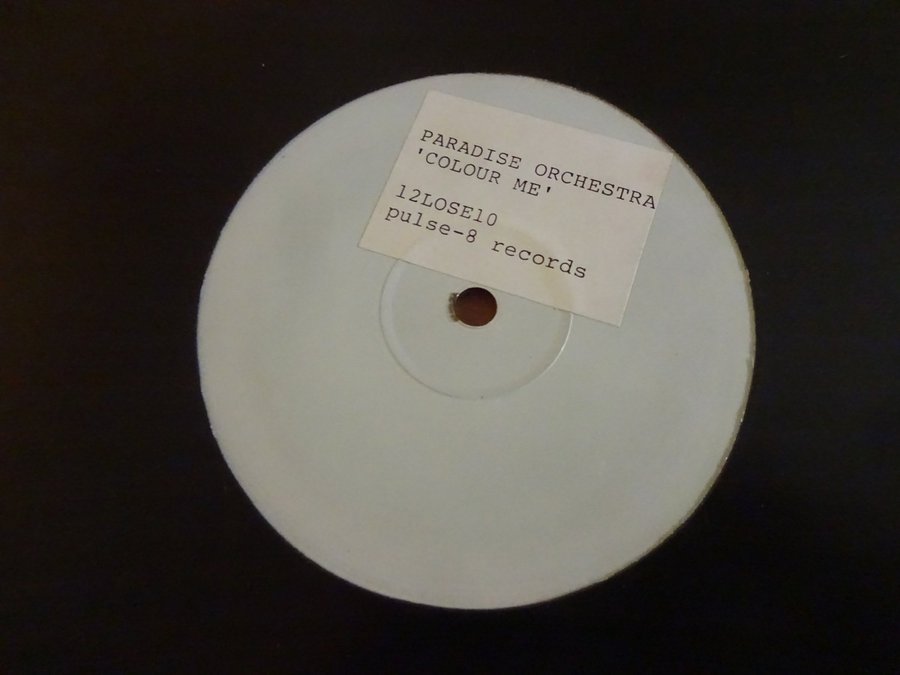 PARADISE ORCHESTRA
'COLOUR ME'
12LOSE10
pulse-8 records